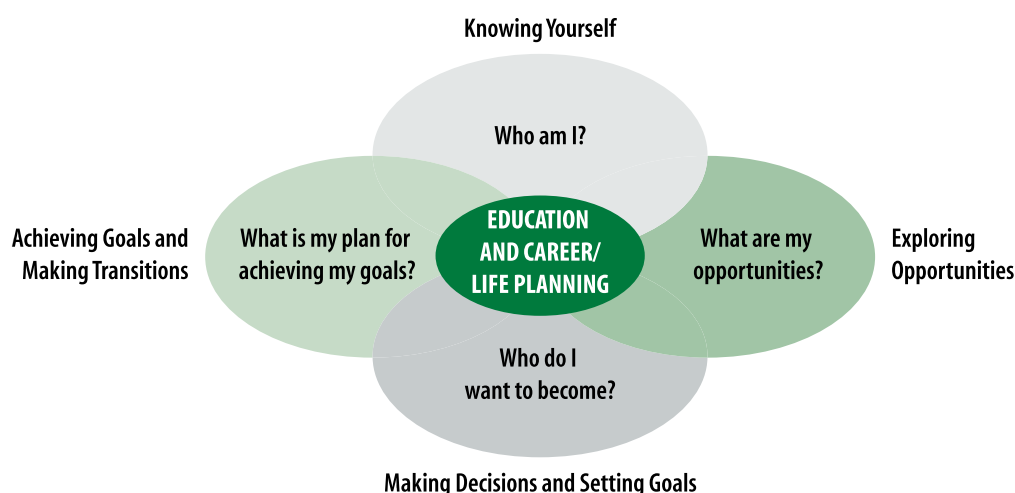 Knowing Yourself
Who am I?
Achieving Goals and
Making Transitions
What is my plan for
achieving my goals?
EDUCATION
AND CAREER/
LIFE PLANNING
What are my
opportunities?
Exploring
Opportunities
Who do I
want to become?
Making Decisions and Setting Goals